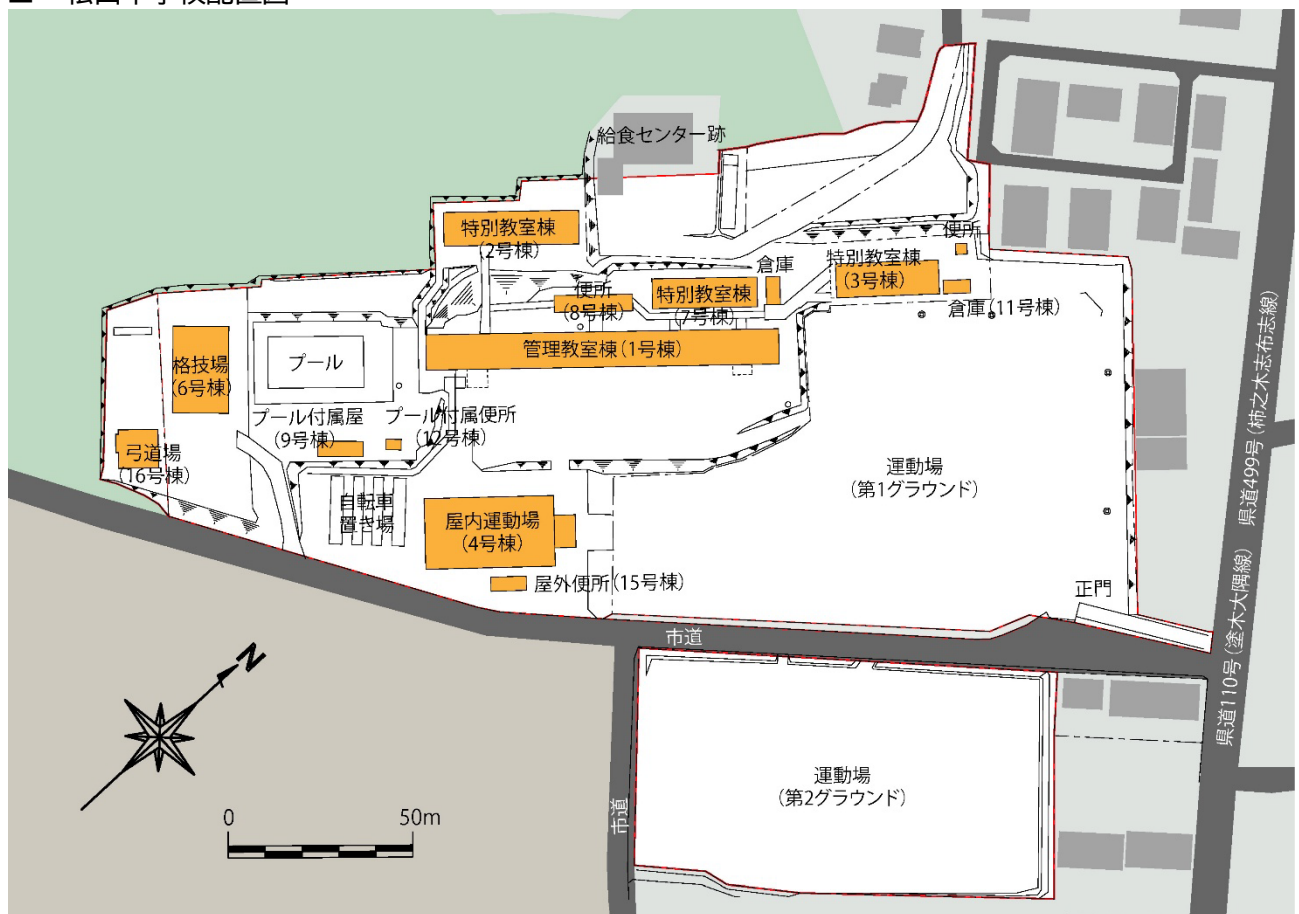 給食センター跡
特別教室棟
(2号棟)
便所
倉庫
特別教室棟
(3号棟)
便所
(8号棟)
特別教室棟
(7号棟)
倉庫(11号棟)
管理教室棟(1号棟)
格技場
(6号棟)
プール
プール付属屋
(9号棟)
プール付属便所
(12号棟)
弓道場
(16号棟)
自転車
置き場
屋内運動場
(4号棟)
屋外便所(15号棟)
運動場
(第1グラウンド)
正門
県道499号(柿之木志布志線)
県道110号(塗木大隅線)
市道
市道
運動場
(第2グラウンド)
N
0
50m